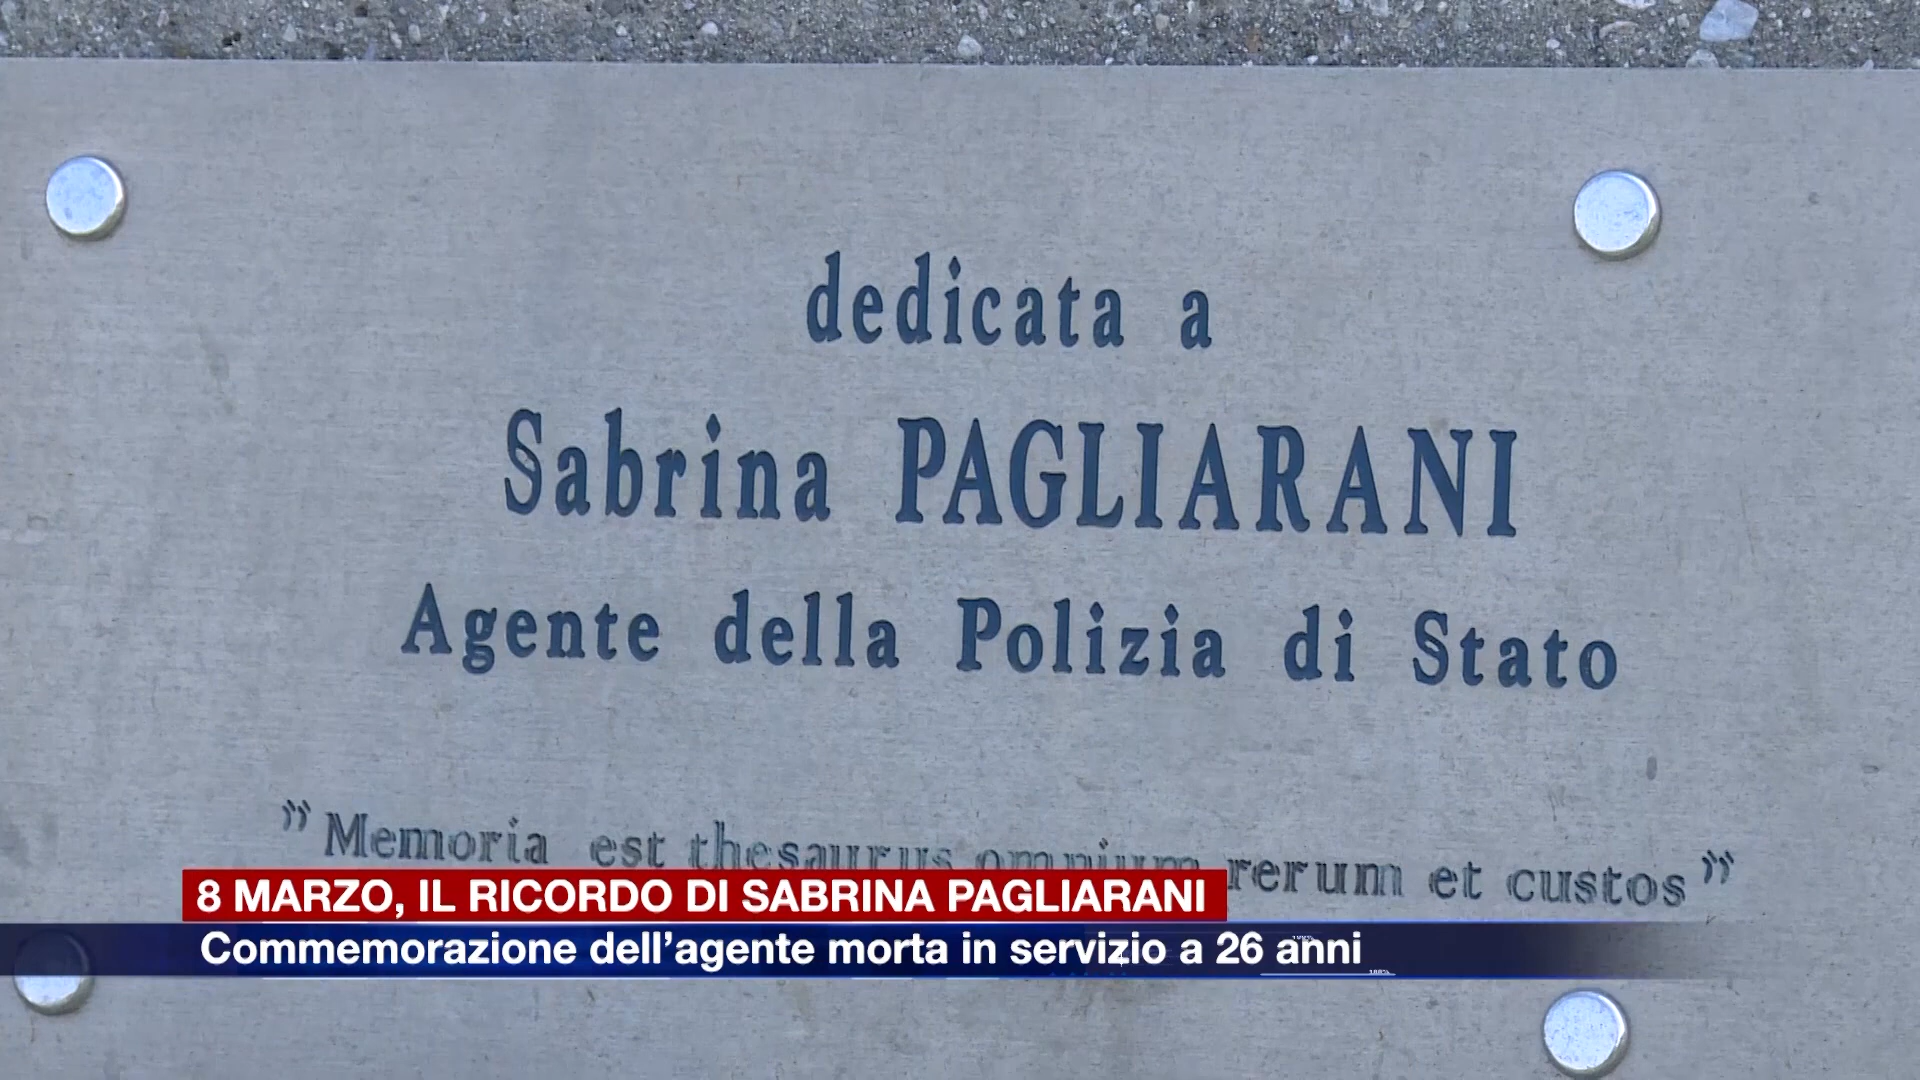 dedicata a
Sabrina PAGLIARANI
Agente della Polizia di Stato
"Memoria est thesaurus omnium rerum et custos"
8 MARZO, IL RICORDO DI SABRINA PAGLIARANI
Commemorazione dell’agente morta in servizio a 26 anni